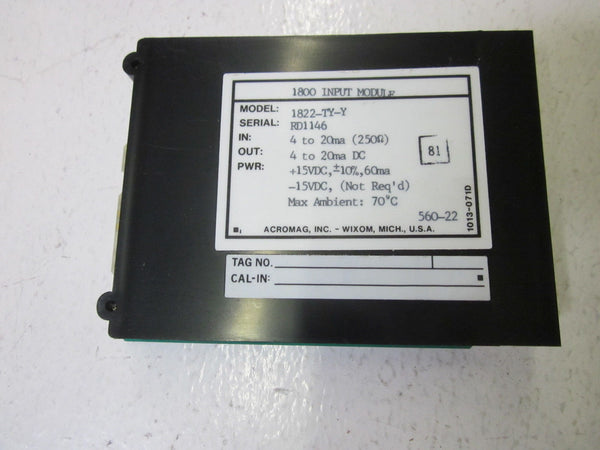 1800 INPUT MODULE
MODEL: 1822-TY-Y
SERIAL: RD1146
IN: 4 to 20ma (250Ω)
OUT: 4 to 20ma DC
81
PWR: +15VDC,±10%,60ma
-15VDC, (Not Req'd)
Max Ambient: 70°C
560-22
1013-071D
ACROMAG, INC. - WIXOM, MICH., U.S.A.
TAG NO.
CAL-IN: